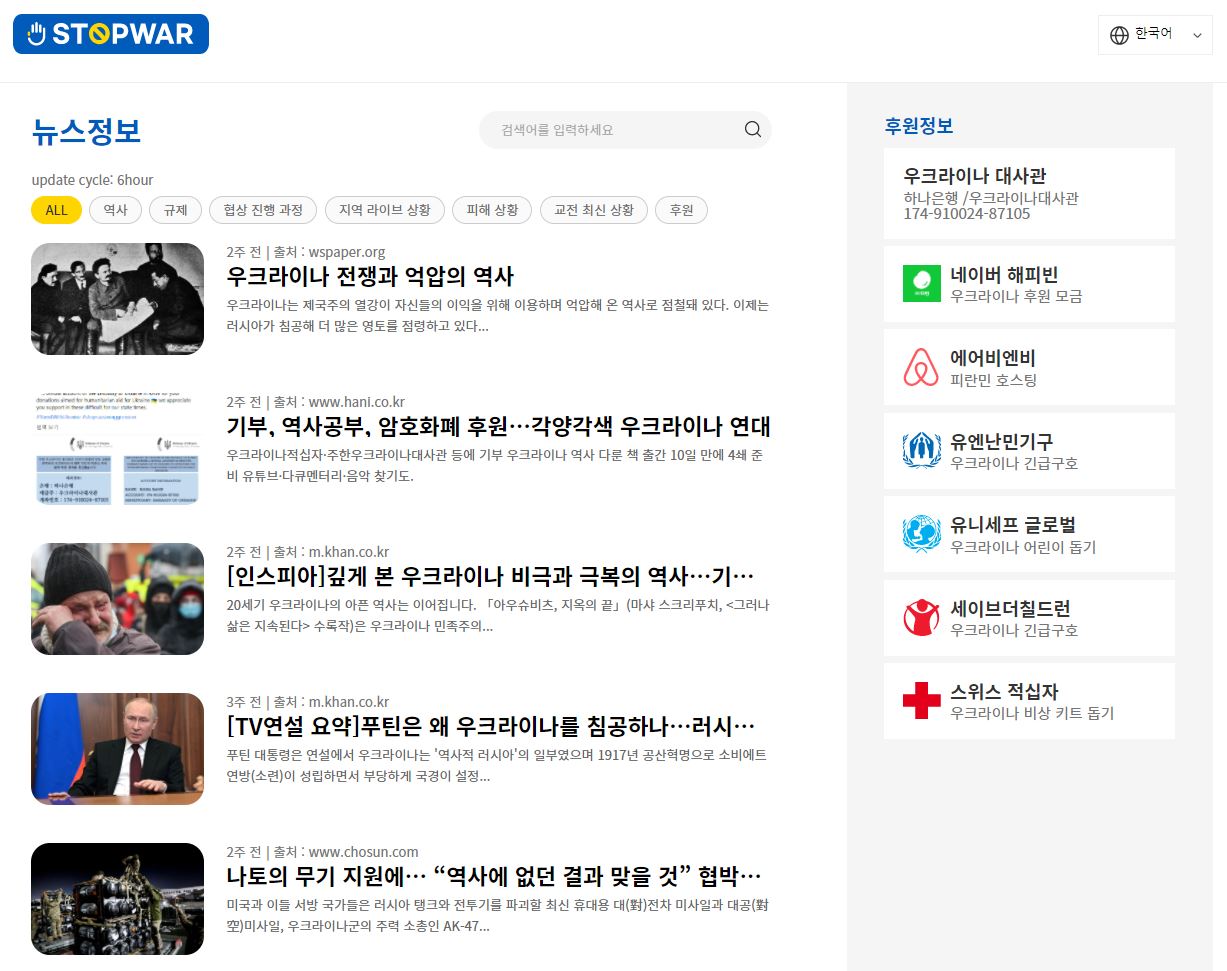 STOPWAR
한국어
뉴스정보
검색어를 입력하세요
update cycle: 6hour
ALL
역사
규제
협상 진행 과정
지역 라이브 상황
피해 상황
교전 최신 상황
후원
2주 전 | 출처 : wspaper.org
우크라이나 전쟁과 억압의 역사
우크라이나는 제국주의 열강이 자신들의 이익을 위해 이용하며 억압해 온 역사로 점철돼 있다. 이제는
러시아가 침공해 더 많은 영토를 점령하고 있다...
donations aimed for humanitarian aid for Ukraine we appreciate
you support in these difficult for our state times.
은행 : 하나은행
계좌번호 : 174-910024-87105
2주 전 | 출처 : www.hani.co.kr
기부, 역사공부, 암호화폐 후원…각양각색 우크라이나 연대
우크라이나적십자·주한우크라이나대사관 등에 기부 우크라이나 역사 다룬 책 출간 10일 만에 4쇄 준
비 유튜브·다큐멘터리·음악 찾기도.
2주 전 | 출처 : m.khan.co.kr
[인스피아]깊게 본 우크라이나 비극과 극복의 역사…기…
20세기 우크라이나의 아픈 역사는 이어집니다. 「아우슈비츠, 지옥의 끝」(마샤 스크리푸치, <그러나
삶은 지속된다> 수록작)은 우크라이나 민족주의...
3주 전 | 출처 : m.khan.co.kr
[TV연설 요약]푸틴은 왜 우크라이나를 침공하나…러시…
푸틴 대통령은 연설에서 우크라이나는 '역사적 러시아'의 일부였으며 1917년 공산혁명으로 소비에트
연방(소련)이 성립하면서 부당하게 국경이 설정...
2주 전 | 출처 : www.chosun.com
나토의 무기 지원에… “역사에 없던 결과 맞을 것” 협박…
미국과 이들 서방 국가들은 러시아 탱크와 전투기를 파괴할 최신 휴대용 대(對)전차 미사일과 대공(對
空)미사일, 우크라이나군의 주력 소총인 AK-47...
후원정보
우크라이나 대사관
하나은행 /우크라이나대사관
174-910024-87105
네이버 해피빈
우크라이나 후원 모금
에어비엔비
피란민 호스팅
유엔난민기구
우크라이나 긴급구호
유니세프 글로벌
우크라이나 어린이 돕기
세이브더칠드런
우크라이나 긴급구호
스위스 적십자
우크라이나 비상 키트 돕기